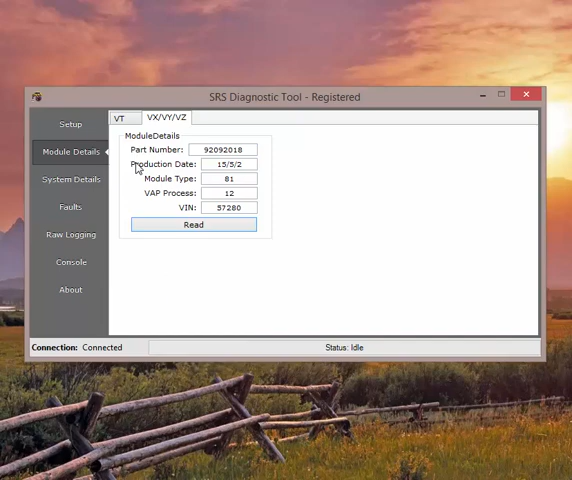 SRS Diagnostic Tool - Registered
Setup
Module Details
System Details
Faults
Raw Logging
Console
About
VT
VX/VY/VZ
ModuleDetails
Part Number: 92092018
Production Date: 15/5/2
Module Type: 81
VAP Process: 12
VIN: 57280
Read
Connection: Connected
Status: Idle